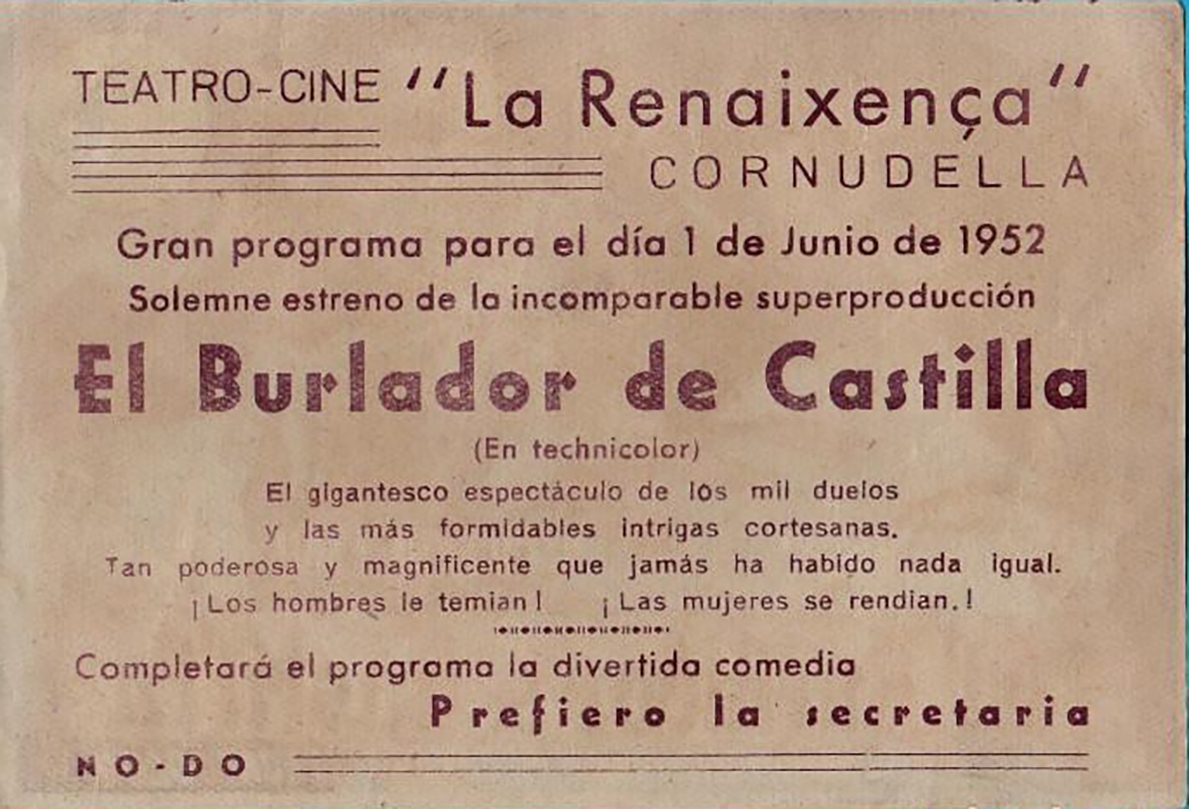 TEATRO-CINE "La Renaixença"
CORNUDELLA
Gran programa para el día 1 de Junio de 1952
Solemne estreno de la incomparable superproducción
El Burlador de Castilla
(En technicolor)
El gigantesco espectáculo de los mil duelos
y las más formidables intrigas cortesanas.
Tan poderosa y magnificente que jamás ha habido nada igual.
¡Los hombres le temian! ¡Las mujeres se rendian.!
Completará el programa la divertida comedia
Prefiero la secretaria
NO-DO